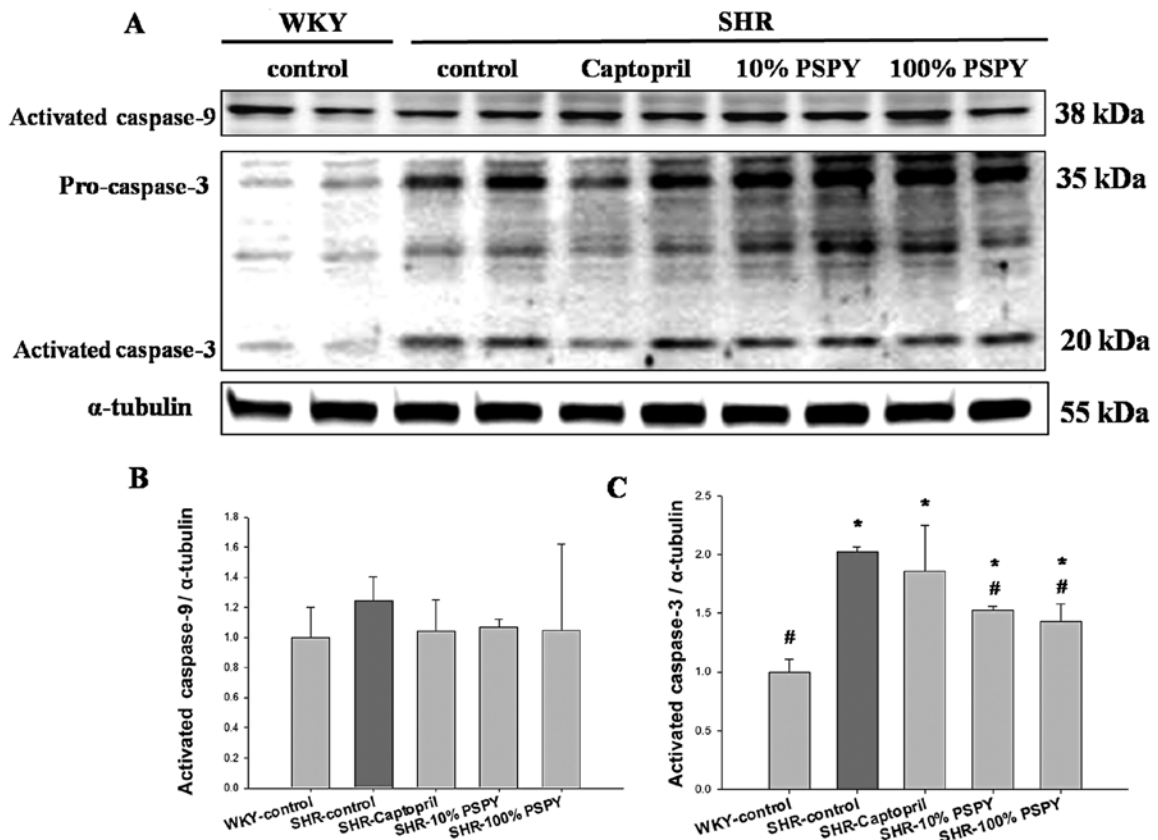 A
WKY
SHR
control
control
Captopril
10% PSPY
100% PSPY
Activated caspase-9
38 kDa
Pro-caspase-3
35 kDa
Activated caspase-3
20 kDa
α-tubulin
55 kDa
B
Activated caspase-9/ α-tubulin
1.8
1.6
1.4
1.2
1.0
0.8
0.6
0.4
0.2
0.0
WKY-control
SHR-control
SHR-Captopril
SHR-10% PSPY
SHR-100% PSPY
C
Activated caspase-3 / α-tubulin
2.5
2.0
1.5
1.0
0.5
0.0
#
*
*
*
#
*
#
WKY-control
SHR-control
SHR-Captopril
SHR-10% PSPY
SHR-100% PSPY